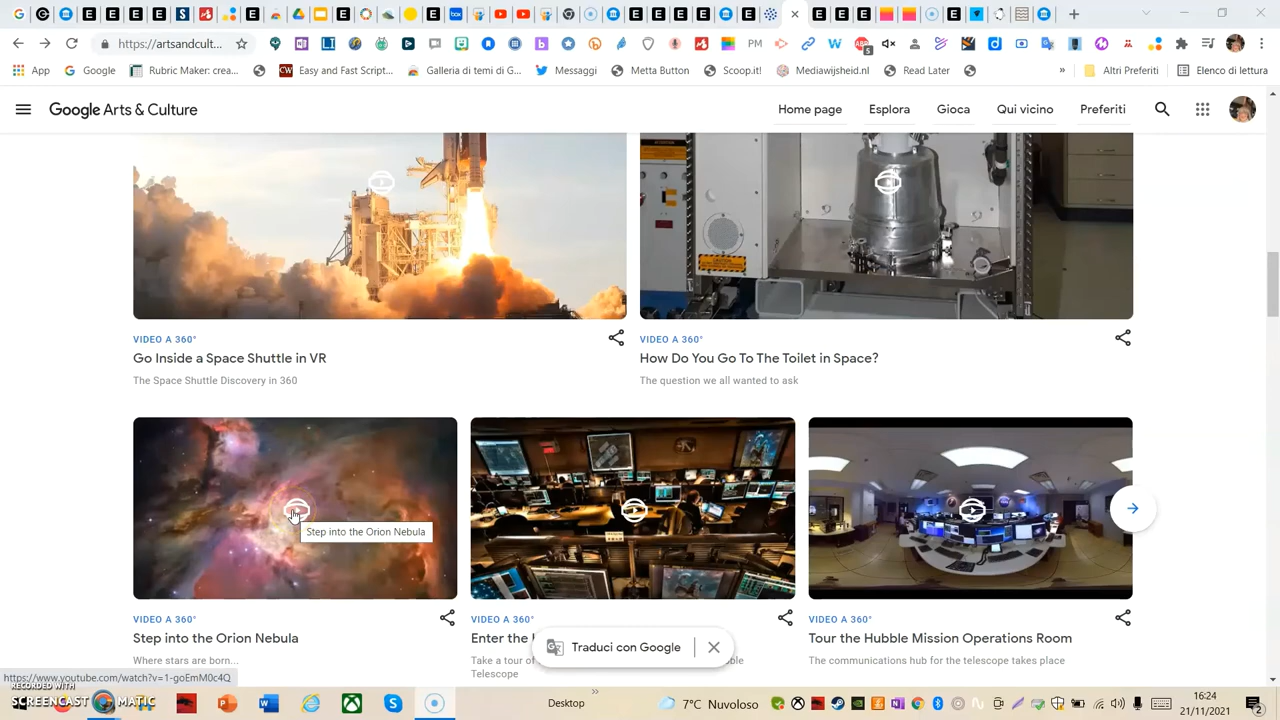 https://artsandcult...
PM
App
Google
Rubric Maker: crea...
Easy and Fast Script...
Galleria di temi di G...
Messaggi
Metta Button
Scoop.it!
Mediawijsheid.nl
Read Later
»
Altri Preferiti
Elenco di lettura
Google Arts & Culture
Home page
Esplora
Gioca
Qui vicino
Preferiti
VIDEO A 360°
Go Inside a Space Shuttle in VR
The Space Shuttle Discovery in 360
VIDEO A 360°
How Do You Go To The Toilet in Space?
The question we all wanted to ask
Step into the Orion Nebula
VIDEO A 360°
Step into the Orion Nebula
Where stars are born...
VIDEO A 360°
Enter the
Take a tour of
Telescope
VIDEO A 360°
Tour the Hubble Mission Operations Room
The communications hub for the telescope takes place
Traduci con Google
https://www.youtube.com/watch?v=1-goEmM0c4Q
RECORDED WITH
SCREENCAST MATIC
Desktop
7°C Nuvoloso
16:24
21/11/2021